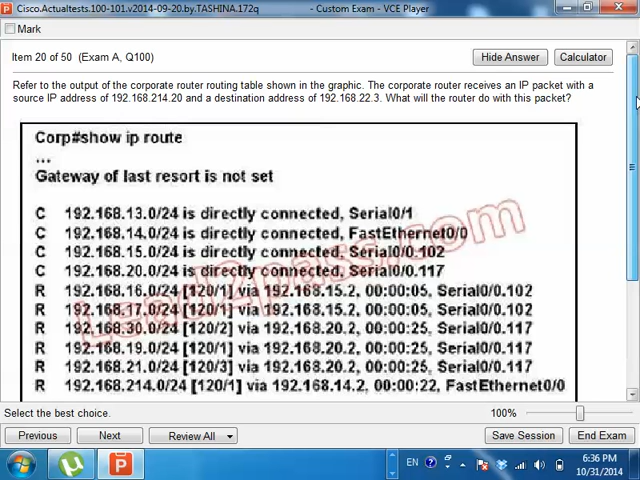 Cisco.Actualtests.100-101.v2014-09-20.by.TASHINA.172q - Custom Exam - VCE Player
Mark
Item 20 of 50 (Exam A, Q100)
Hide Answer
Calculator
Refer to the output of the corporate router routing table shown in the graphic. The corporate router receives an IP packet with a
source IP address of 192.168.214.20 and a destination address of 192.168.22.3. What will the router do with this packet?
Corp#show ip route
...
Gateway of last resort is not set
C 192.168.13.0/24 is directly connected, Serial0/1
C 192.168.14.0/24 is directly connected, FastEthernet0/0
C 192.168.15.0/24 is directly connected, Serial0/0.102
C 192.168.20.0/24 is directly connected, Serial0/0.117
R 192.168.16.0/24 [120/1] via 192.168.15.2, 00:00:05, Serial0/0.102
R 192.168.17.0/24 [120/1] via 192.168.15.2, 00:00:05, Serial0/0.102
R 192.168.30.0/24 [120/2] via 192.168.20.2, 00:00:25, Serial0/0.117
R 192.168.19.0/24 [120/1] via 192.168.20.2, 00:00:25, Serial0/0.117
R 192.168.21.0/24 [120/3] via 192.168.20.2, 00:00:25, Serial0/0.117
R 192.168.214.0/24 [120/1] via 192.168.14.2, 00:00:22, FastEthernet0/0
Lead2pass.com
Select the best choice.
100%
Previous
Next
Review All
Save Session
End Exam
EN
6:36 PM
10/31/2014